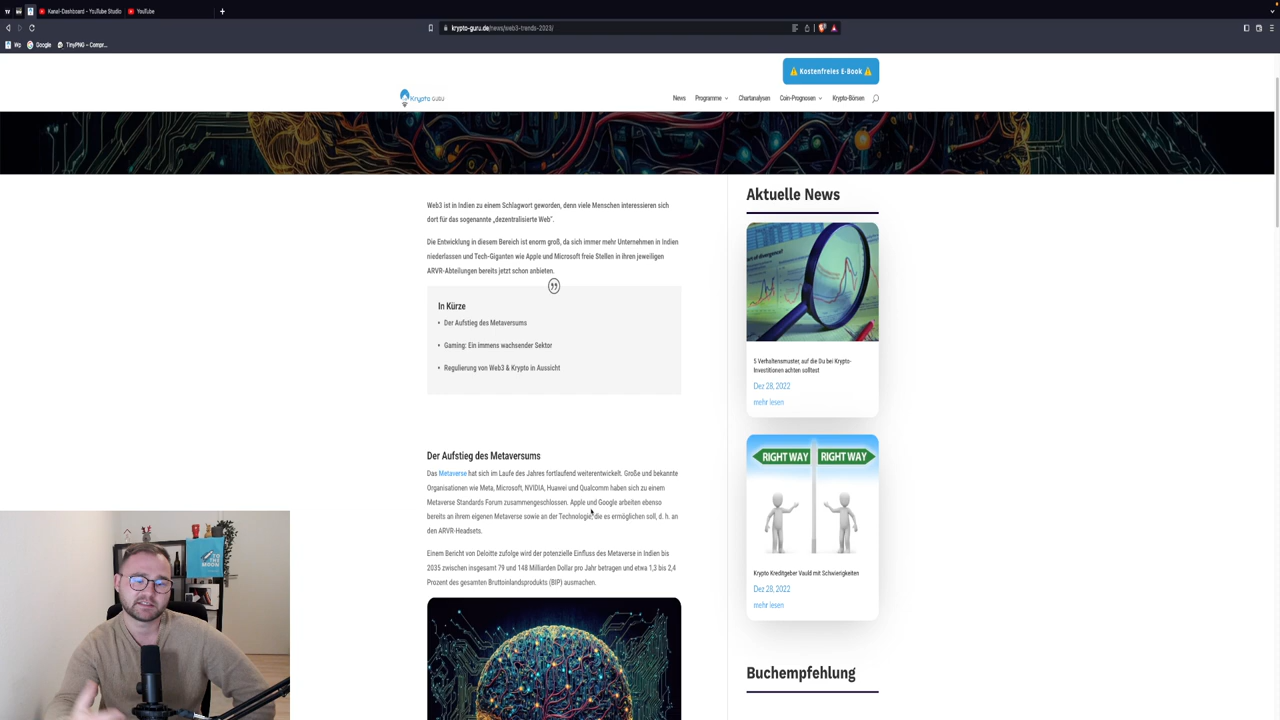 Kanal-Dashboard - YouTube Studio
YouTube
krypto-guru.de/news/web3-trends-2023/
Wp
Google
TinyPNG – Compr...
⚠️ Kostenfreies E-Book ⚠️
Krypto GURU
News
Programme
Chartanalysen
Coin-Prognosen
Krypto-Börsen
Web3 ist in Indien zu einem Schlagwort geworden, denn viele Menschen interessieren sich
dort für das sogenannte „dezentralisierte Web“.
Die Entwicklung in diesem Bereich ist enorm groß, da sich immer mehr Unternehmen in Indien
niederlassen und Tech-Giganten wie Apple und Microsoft freie Stellen in ihren jeweiligen
ARVR-Abteilungen bereits jetzt schon anbieten.
In Kürze
• Der Aufstieg des Metaversums
• Gaming: Ein immens wachsender Sektor
• Regulierung von Web3 & Krypto in Aussicht
Der Aufstieg des Metaversums
Das Metaverse hat sich im Laufe des Jahres fortlaufend weiterentwickelt. Große und bekannte
Organisationen wie Meta, Microsoft, NVIDIA, Huawei und Qualcomm haben sich zu einem
Metaverse Standards Forum zusammengeschlossen. Apple und Google arbeiten ebenso
bereits an ihrem eigenen Metaverse sowie an der Technologie, die es ermöglichen soll, d. h. an
den ARVR-Headsets.
Einem Bericht von Deloitte zufolge wird der potenzielle Einfluss des Metaverse in Indien bis
2035 zwischen insgesamt 79 und 148 Milliarden Dollar pro Jahr betragen und etwa 1,3 bis 2,4
Prozent des gesamten Bruttoinlandsprodukts (BIP) ausmachen.
Aktuelle News
5 Verhaltensmuster, auf die Du bei Krypto-
Investitionen achten solltest
Dez 28, 2022
mehr lesen
RIGHT WAY
RIGHT WAY
Krypto Kreditgeber Vauld mit Schwierigkeiten
Dez 28, 2022
mehr lesen
Buchempfehlung
TO THE
MOON